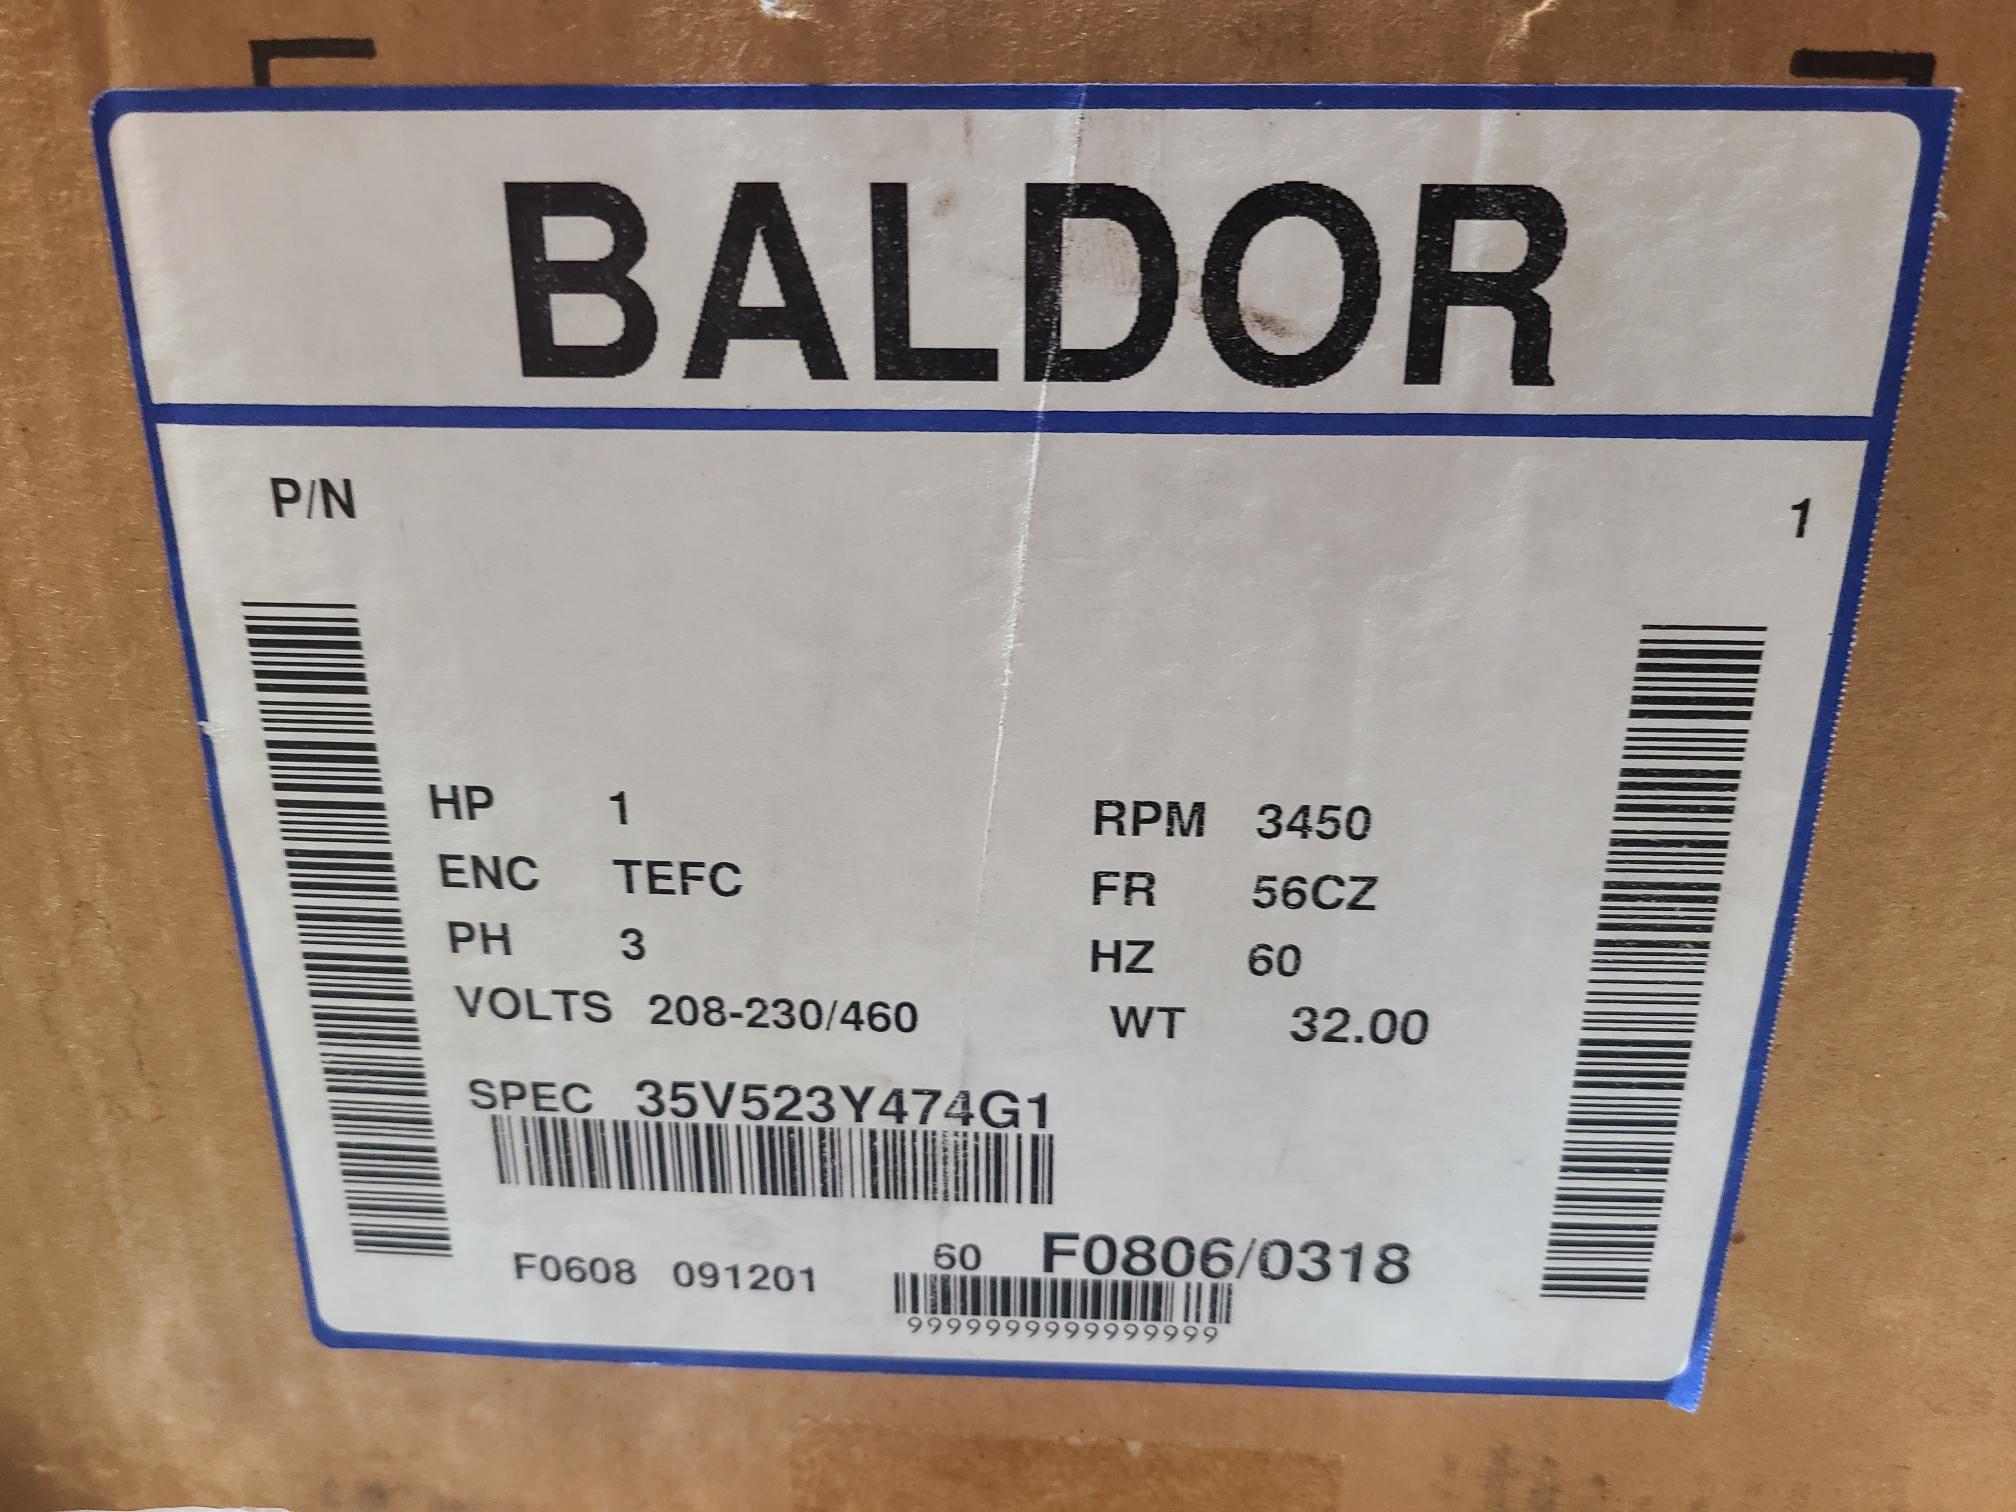 BALDOR
P/N 1
HP 1 RPM 3450
ENC TEFC FR 56CZ
PH 3 HZ 60
VOLTS 208-230/460 WT 32.00
SPEC 35V523Y474G1
F0608 091201 60 F0806/0318
9999999999999999